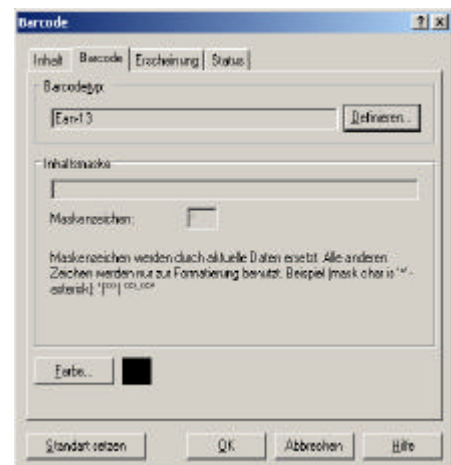 Barcode
Inhalt Barcode Erscheinung Status
Barcodetyp:
Ean-13 Definieren...
Inhaltsmaske
Maskenzeichen:
Maskenzeichen werden durch aktuelle Daten ersetzt. Alle anderen
Zeichen werden nur zur Formatierung benutzt. Beispiel (mask char is "*" -
asterisk):
Farbe...
Standart setzen OK Abbrechen Hilfe